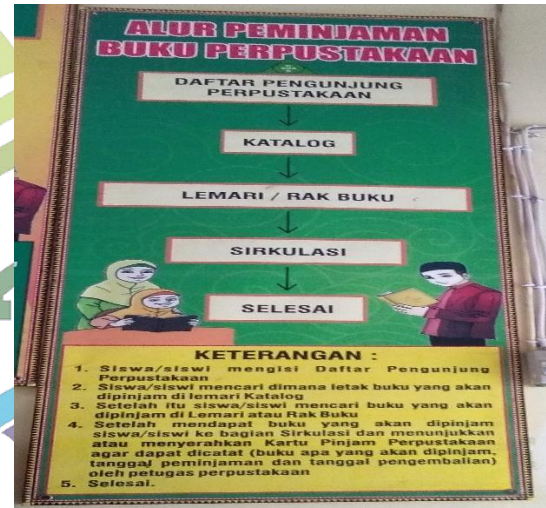 ALUR PEMINJAMAN
BUKU PERPUSTAKAAN
DAFTAR PENGUNJUNG
PERPUSTAKAAN
KATALOG
LEMARI / RAK BUKU
SIRKULASI
SELESAI
KETERANGAN :
1. Siswa/siswi mengisi Daftar Pengunjung
Perpustakaan
2. Siswa/siswi mencari dimana letak buku yang akan
dipinjam di lemari Katalog
3. Setelah itu siswa/siswi mencari buku yang akan
dipinjam di Lemari atau Rak Buku
4. Setelah mendapat buku yang akan dipinjam
siswa/siswi ke bagian Sirkulasi dan menunjukkan
atau menyerahkan Kartu Pinjam Perpustakaan
agar dapat dicatat (buku apa yang akan dipinjam,
tanggal peminjaman dan tanggal pengembalian)
oleh petugas perpustakaan
5. Selesai.